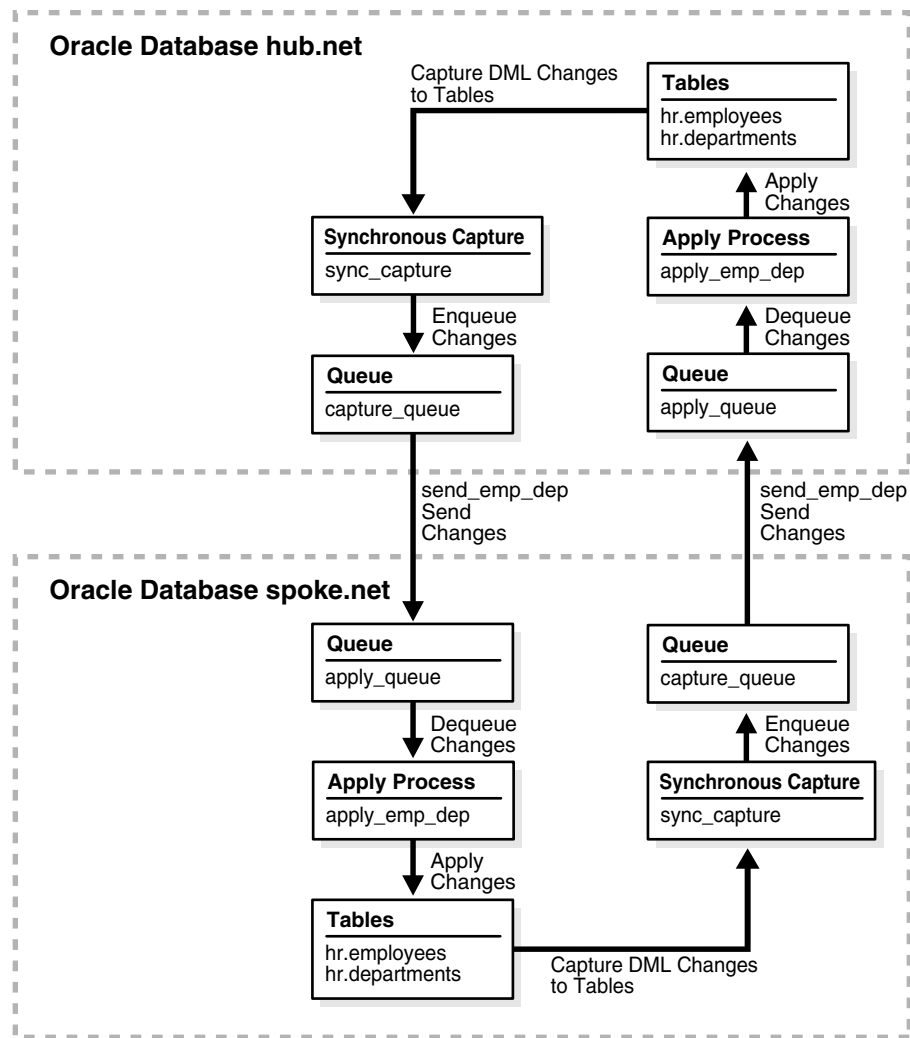 Oracle Database hub.net
Capture DML Changes
to Tables
Tables
hr.employees
hr.departments
Apply
Changes
Synchronous Capture
sync_capture
Apply Process
apply_emp_dep
Enqueue
Changes
Dequeue
Changes
Queue
capture_queue
Queue
apply_queue
send_emp_dep
Send
Changes
send_emp_dep
Send
Changes
Oracle Database spoke.net
Queue
apply_queue
Queue
capture_queue
Dequeue
Changes
Enqueue
Changes
Apply Process
apply_emp_dep
Synchronous Capture
sync_capture
Apply
Changes
Tables
hr.employees
hr.departments
Capture DML Changes
to Tables